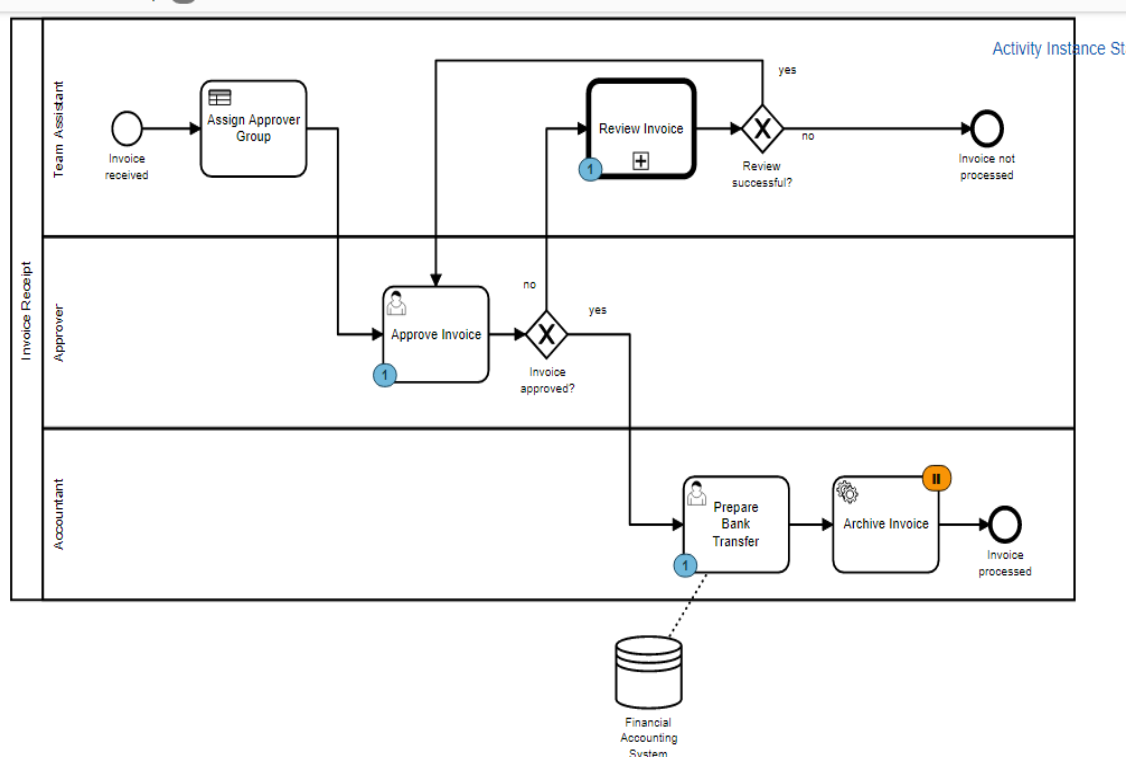 Activity Instance St
Invoice Receipt
Team Assistant
Invoice
received
Assign Approver
Group
Review Invoice
1
yes
no
Review
successful?
Invoice not
processed
Approver
Approve Invoice
1
no
yes
Invoice
approved?
Accountant
Prepare
Bank
Transfer
1
Archive Invoice
Invoice
processed
Financial
Accounting
System